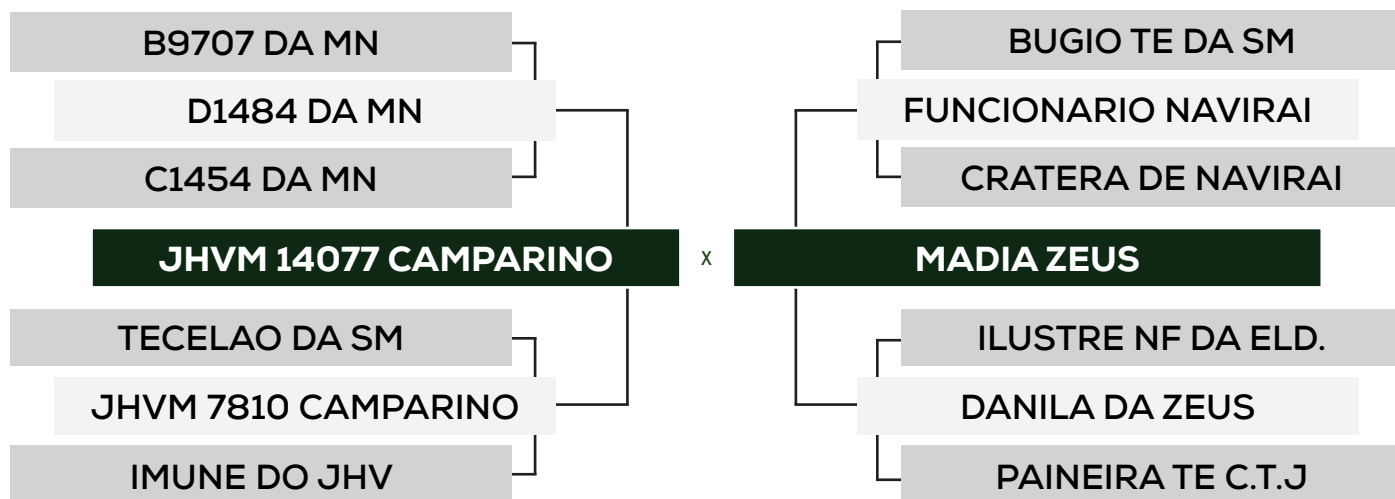 B9707 DA MN
D1484 DA MN
C1454 DA MN
JHVM 14077 CAMPARINO
TECELAO DA SM
JHVM 7810 CAMPARINO
IMUNE DO JHV
x
BUGIO TE DA SM
FUNCIONARIO NAVIRAI
CRATERA DE NAVIRAI
MADIA ZEUS
ILUSTRE NF DA ELD.
DANILA DA ZEUS
PAINEIRA TE C.T.J